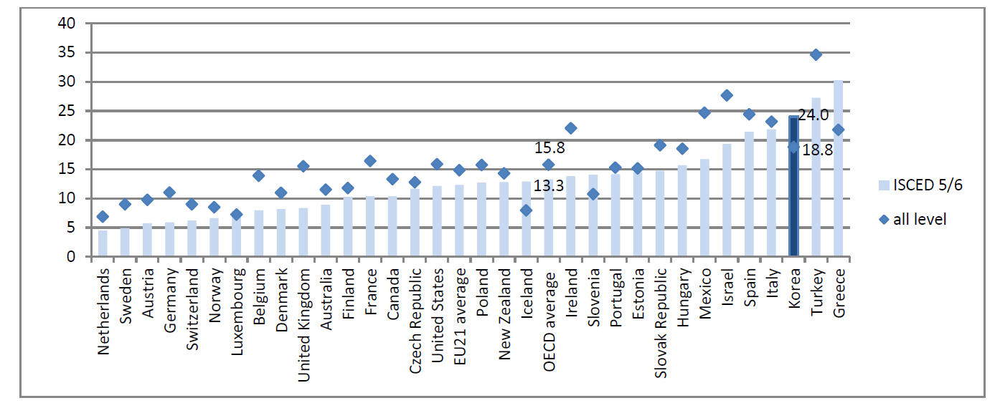 40
35
30
25
20
15
10
5
0
15.8
13.3
24.0
18.8
Netherlands
Sweden
Austria
Germany
Switzerland
Norway
Luxembourg
Belgium
Denmark
United Kingdom
Australia
Finland
France
Canada
Czech Republic
United States
EU21 average
Poland
New Zealand
Iceland
OECD average
Ireland
Slovenia
Portugal
Estonia
Slovak Republic
Hungary
Mexico
Israel
Spain
Italy
Korea
Turkey
Greece
ISCED 5/6
all level